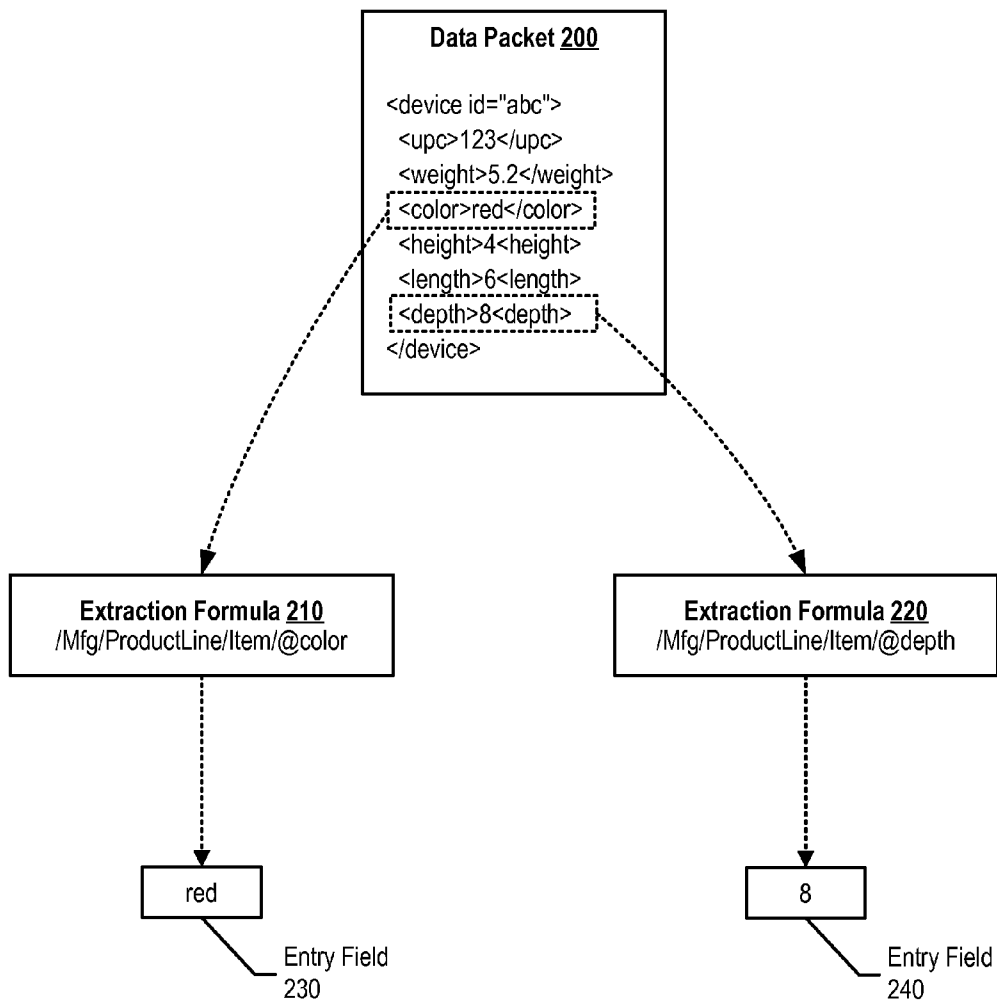 Data Packet 200
<device id="abc">
<upc>123</upc>
<weight>5.2</weight>
<color>red</color>
<height>4<height>
<length>6<length>
<depth>8<depth>
</device>
Extraction Formula 210
/Mfg/ProductLine/Item/@color
Extraction Formula 220
/Mfg/ProductLine/Item/@depth
red
Entry Field
230
8
Entry Field
240